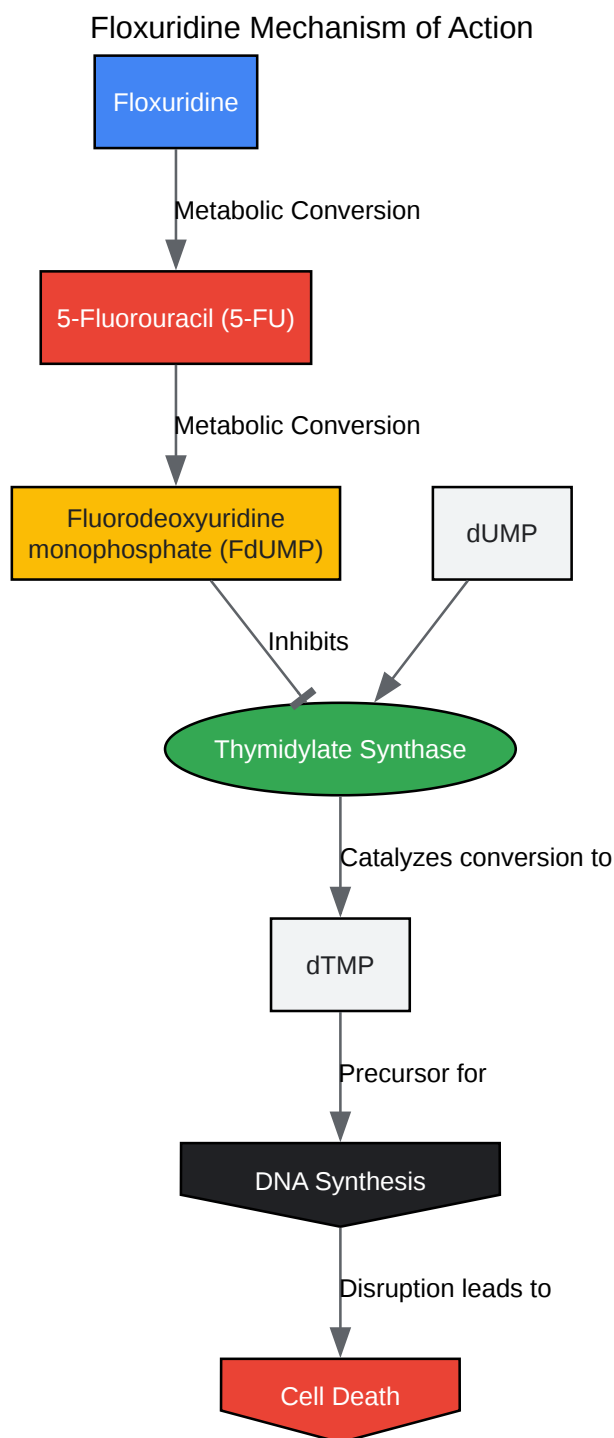 Floxuridine Mechanism of Action
Floxuridine
Metabolic Conversion
5-Fluorouracil (5-FU)
Metabolic Conversion
Fluorodeoxyuridine
monophosphate (FdUMP)
dUMP
Inhibits
Thymidylate Synthase
Catalyzes conversion to
dTMP
Precursor for
DNA Synthesis
Disruption leads to
Cell Death